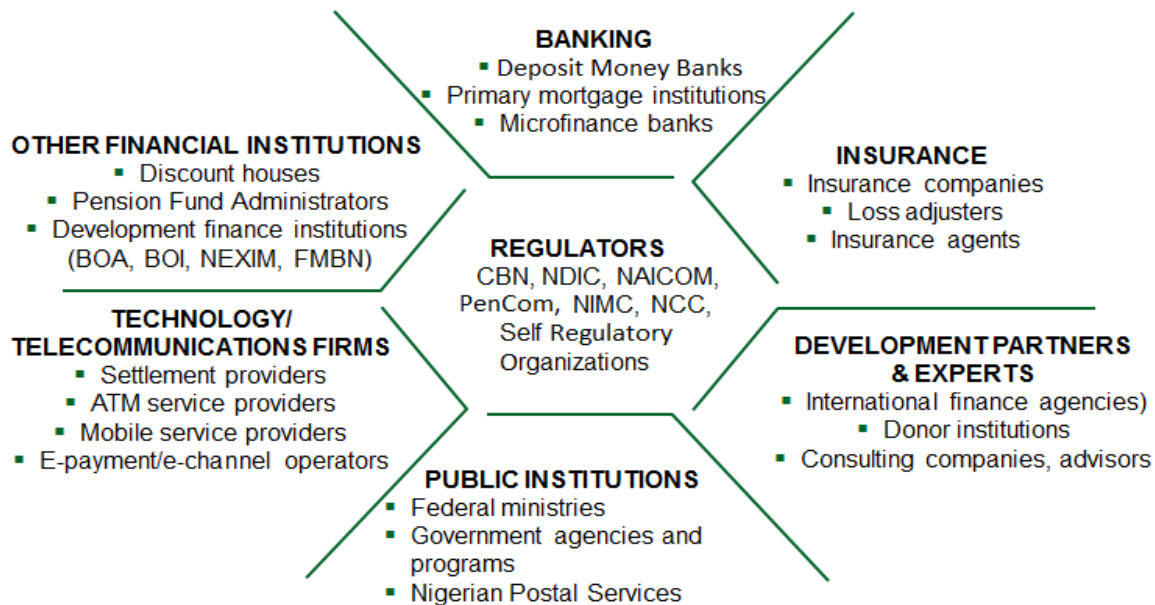 BANKING
▪ Deposit Money Banks
▪ Primary mortgage institutions
▪ Microfinance banks
OTHER FINANCIAL INSTITUTIONS
▪ Discount houses
▪ Pension Fund Administrators
▪ Development finance institutions
(BOA, BOI, NEXIM, FMBN)
INSURANCE
▪ Insurance companies
▪ Loss adjusters
▪ Insurance agents
REGULATORS
CBN, NDIC, NAICOM,
PenCom, NIMC, NCC,
Self Regulatory
Organizations
TECHNOLOGY/
TELECOMMUNICATIONS FIRMS
▪ Settlement providers
▪ ATM service providers
▪ Mobile service providers
▪ E-payment/e-channel operators
DEVELOPMENT PARTNERS
& EXPERTS
▪ International finance agencies)
▪ Donor institutions
▪ Consulting companies, advisors
PUBLIC INSTITUTIONS
▪ Federal ministries
▪ Government agencies and
programs
▪ Nigerian Postal Services